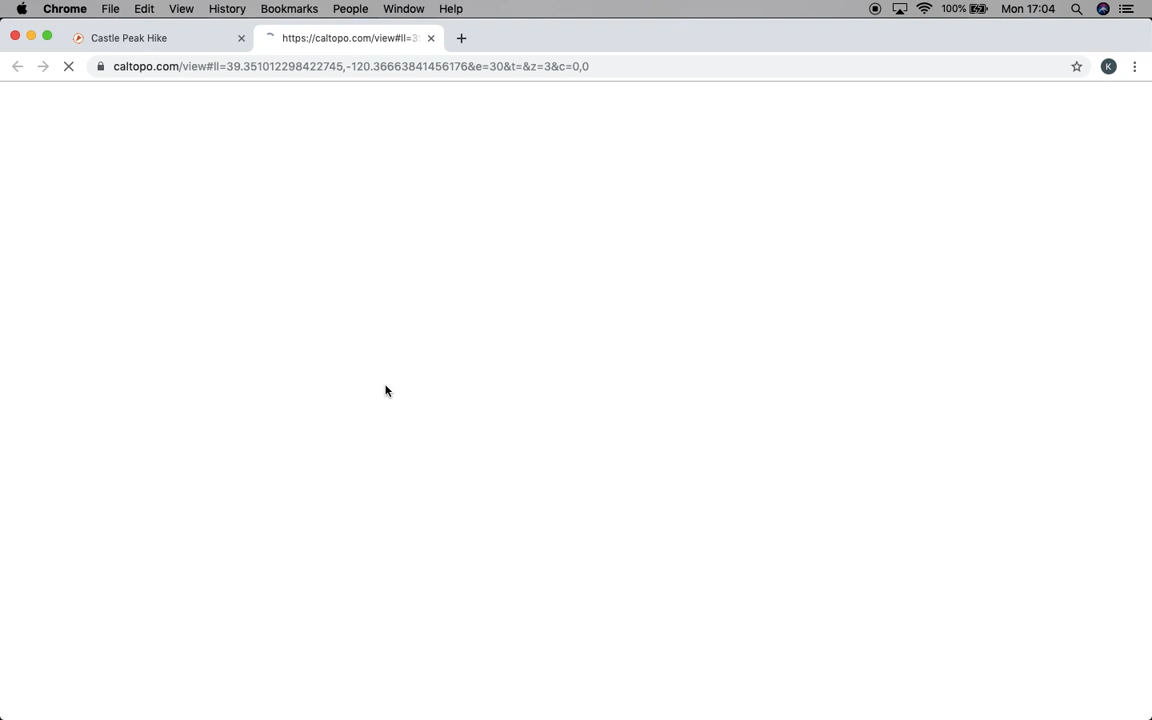 Chrome File Edit View History Bookmarks People Window Help 100% Mon 17:04
Castle Peak Hike https://caltopo.com/view#ll=3
caltopo.com/view#ll=39.351012298422745,-120.36663841456176&e=30&t=&z=3&c=0,0 K